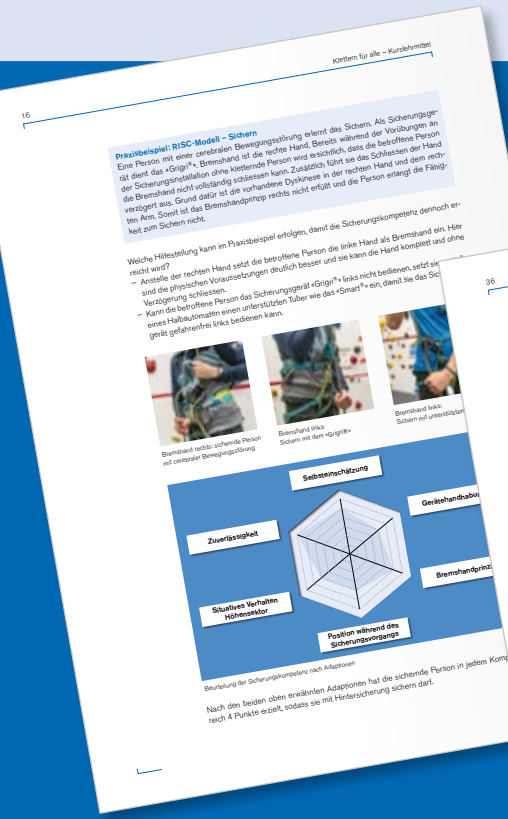 16
Klettern für alle – Kurslehrmittel
Praxisbeispiel: RISC-Modell – Sichern
Eine Person mit einer cerebralen Bewegungsstörung erlernt das Sichern. Als Sicherungsge-
rät dient das «Grigri®». Bremshand ist die rechte Hand. Bereits während der Vorübungen an
der Sicherungsinstallation ohne kletternde Person wird ersichtlich, dass die betroffene Person
die Bremshand nicht vollständig schliessen kann. Zusätzlich führt sie das Schliessen der Hand
verzögert aus. Grund dafür ist die vorhandene Dyskinese in der rechten Hand und dem rech-
ten Arm. Somit ist das Bremshandprinzip rechts nicht erfüllt und die Person erlangt die Fähig-
keit zum Sichern nicht.
Welche Hilfestellung kann im Praxisbeispiel erfolgen, damit die Sicherungskompetenz dennoch er-
reicht wird?
– Anstelle der rechten Hand setzt die betroffene Person die linke Hand als Bremshand ein. Hier
sind die physischen Voraussetzungen deutlich besser und sie kann die Hand komplett und ohne
Verzögerung schliessen.
– Kann die betroffene Person das Sicherungsgerät «Grigri®» links nicht bedienen, setzt sie
eines Halbautomaten einen unterstützten Tuber wie das «Smart®» ein, damit sie das Sic
gerät gefahrenfrei links bedienen kann.
36
Bremshand rechts: sichernde Person
mit cerebraler Bewegungsstörung
Bremshand links:
Sichern mit dem «Grigri®»
Bremshand links:
Sichern mit unterstützten
Selbsteinschätzung
Gerätehandhabu
Zuverlässigkeit
Bremshandprinz
Situatives Verhalten
Höhensektor
Position während des
Sicherungsvorgangs
Beurteilung der Sicherungskompetenz nach Adaptionen
Nach den beiden oben erwähnten Adaptionen hat die sichernde Person in jedem Komp
reich 4 Punkte erzielt, sodass sie mit Hintersicherung sichern darf.